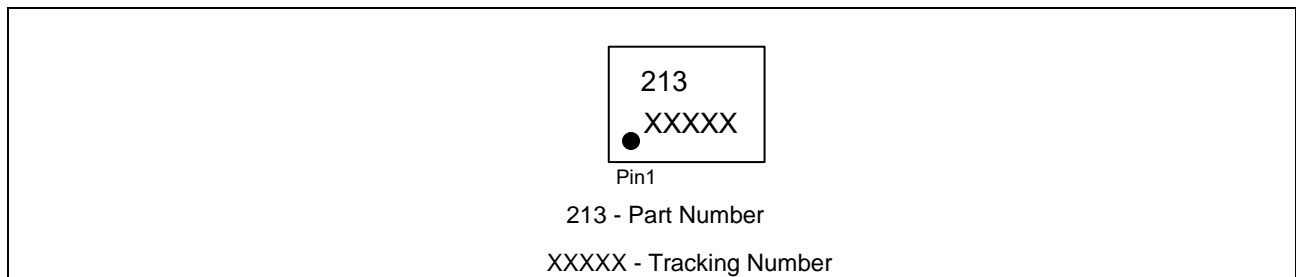 213
XXXXX
Pin1
213 - Part Number
XXXXX - Tracking Number